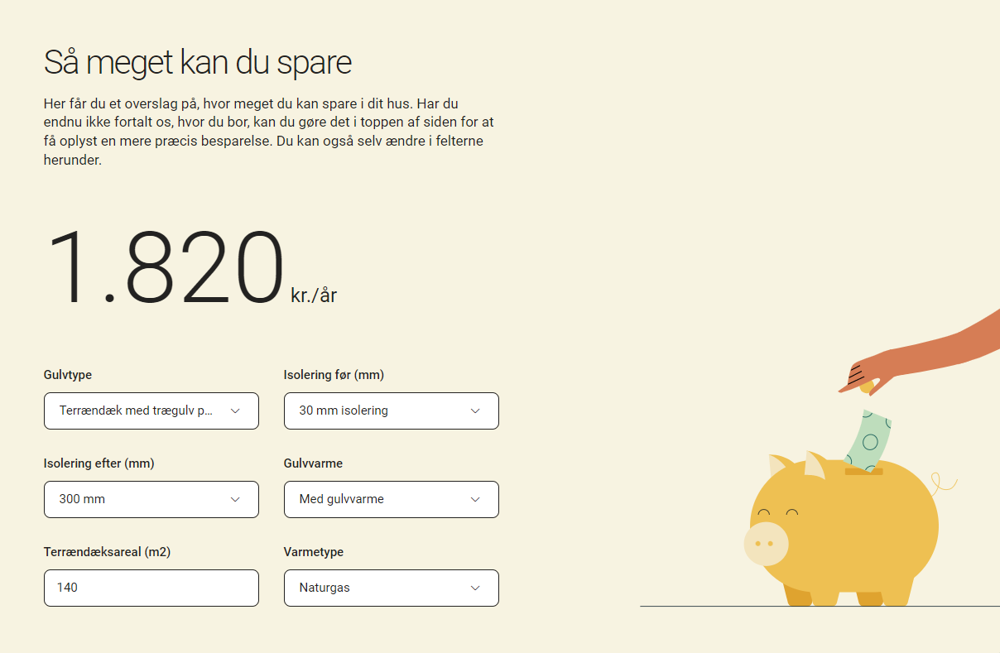 Så meget kan du spare
Her får du et overslag på, hvor meget du kan spare i dit hus. Har du
endnu ikke fortalt os, hvor du bor, kan du gøre det i toppen af siden for at
få oplyst en mere præcis besparelse. Du kan også selv ændre i felterne
herunder.
1.820 kr./år
Gulvtype
Terrændæk med trægulv p...
Isolering før (mm)
30 mm isolering
Isolering efter (mm)
300 mm
Gulvvarme
Med gulvvarme
Terrændæksareal (m2)
140
Varmetype
Naturgas